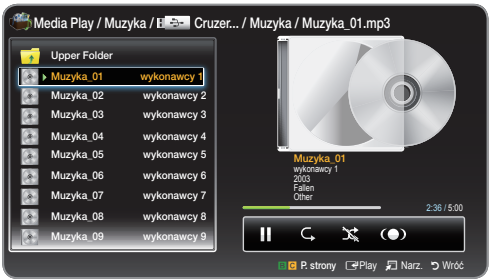 Media Play / Muzyka / Cruzer... / Muzyka / Muzyka_01.mp3
Upper Folder
Muzyka_01 wykonawcy 1
Muzyka_02 wykonawcy 2
Muzyka_03 wykonawcy 3
Muzyka_04 wykonawcy 4
Muzyka_05 wykonawcy 5
Muzyka_06 wykonawcy 6
Muzyka_07 wykonawcy 7
Muzyka_08 wykonawcy 8
Muzyka_09 wykonawcy 9
Muzyka_01
wykonawcy 1
2003
Fallen
Other
2:36 / 5:00
B C P. strony Play Narz. Wróć